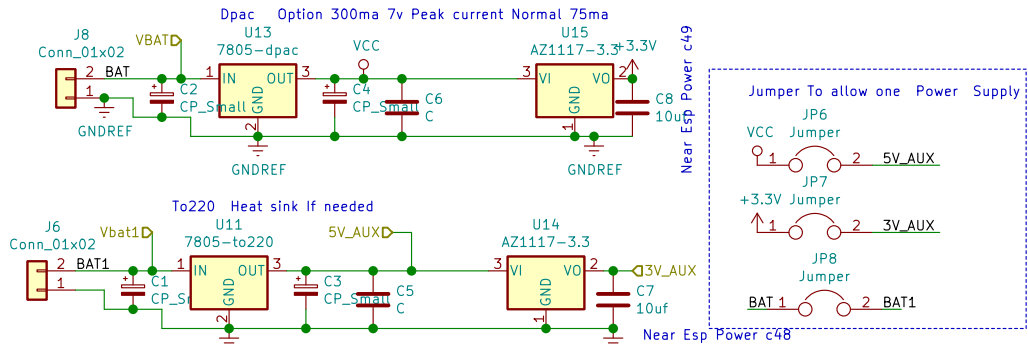 Dpac Option 300ma 7v Peak current Normal 75ma
J8
Conn_01x02
VBAT
U13
7805-dpac
VCC
U15
AZ1117-3.3
+3.3V
2
BAT
1
IN
OUT
3
3
VI
VO
2
1
C2
CP_Small
GND
2
C4
CP_Small
C6
C
GND
1
C8
10uf
GNDREF
GNDREF
GNDREF
Near Esp Power c49
Jumper To allow one Power Supply
JP6
Jumper
VCC
1
2
5V_AUX
JP7
Jumper
+3.3V
1
2
3V_AUX
JP8
Jumper
BAT
1
2
BAT1
To220 Heat sink If needed
J6
Conn_01x02
Vbat1
U11
7805-to220
5V_AUX
U14
AZ1117-3.3
2
BAT1
1
IN
OUT
3
3
VI
VO
2
3V_AUX
1
C1
GND
2
C3
C5
C
GND
1
C7
10uf
Near Esp Power c48